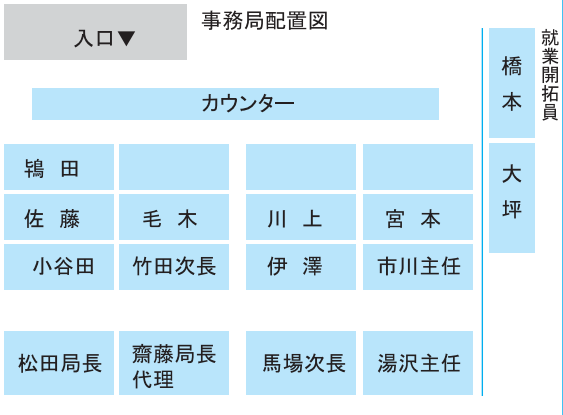 事務局配置図
入口▼
カウンター
鴇田
佐藤 毛木 川上 宮本
小谷田 竹田次長 伊澤 市川主任
松田局長 齋藤局長代理 馬場次長 湯沢主任
就業開拓員
橋本
大坪